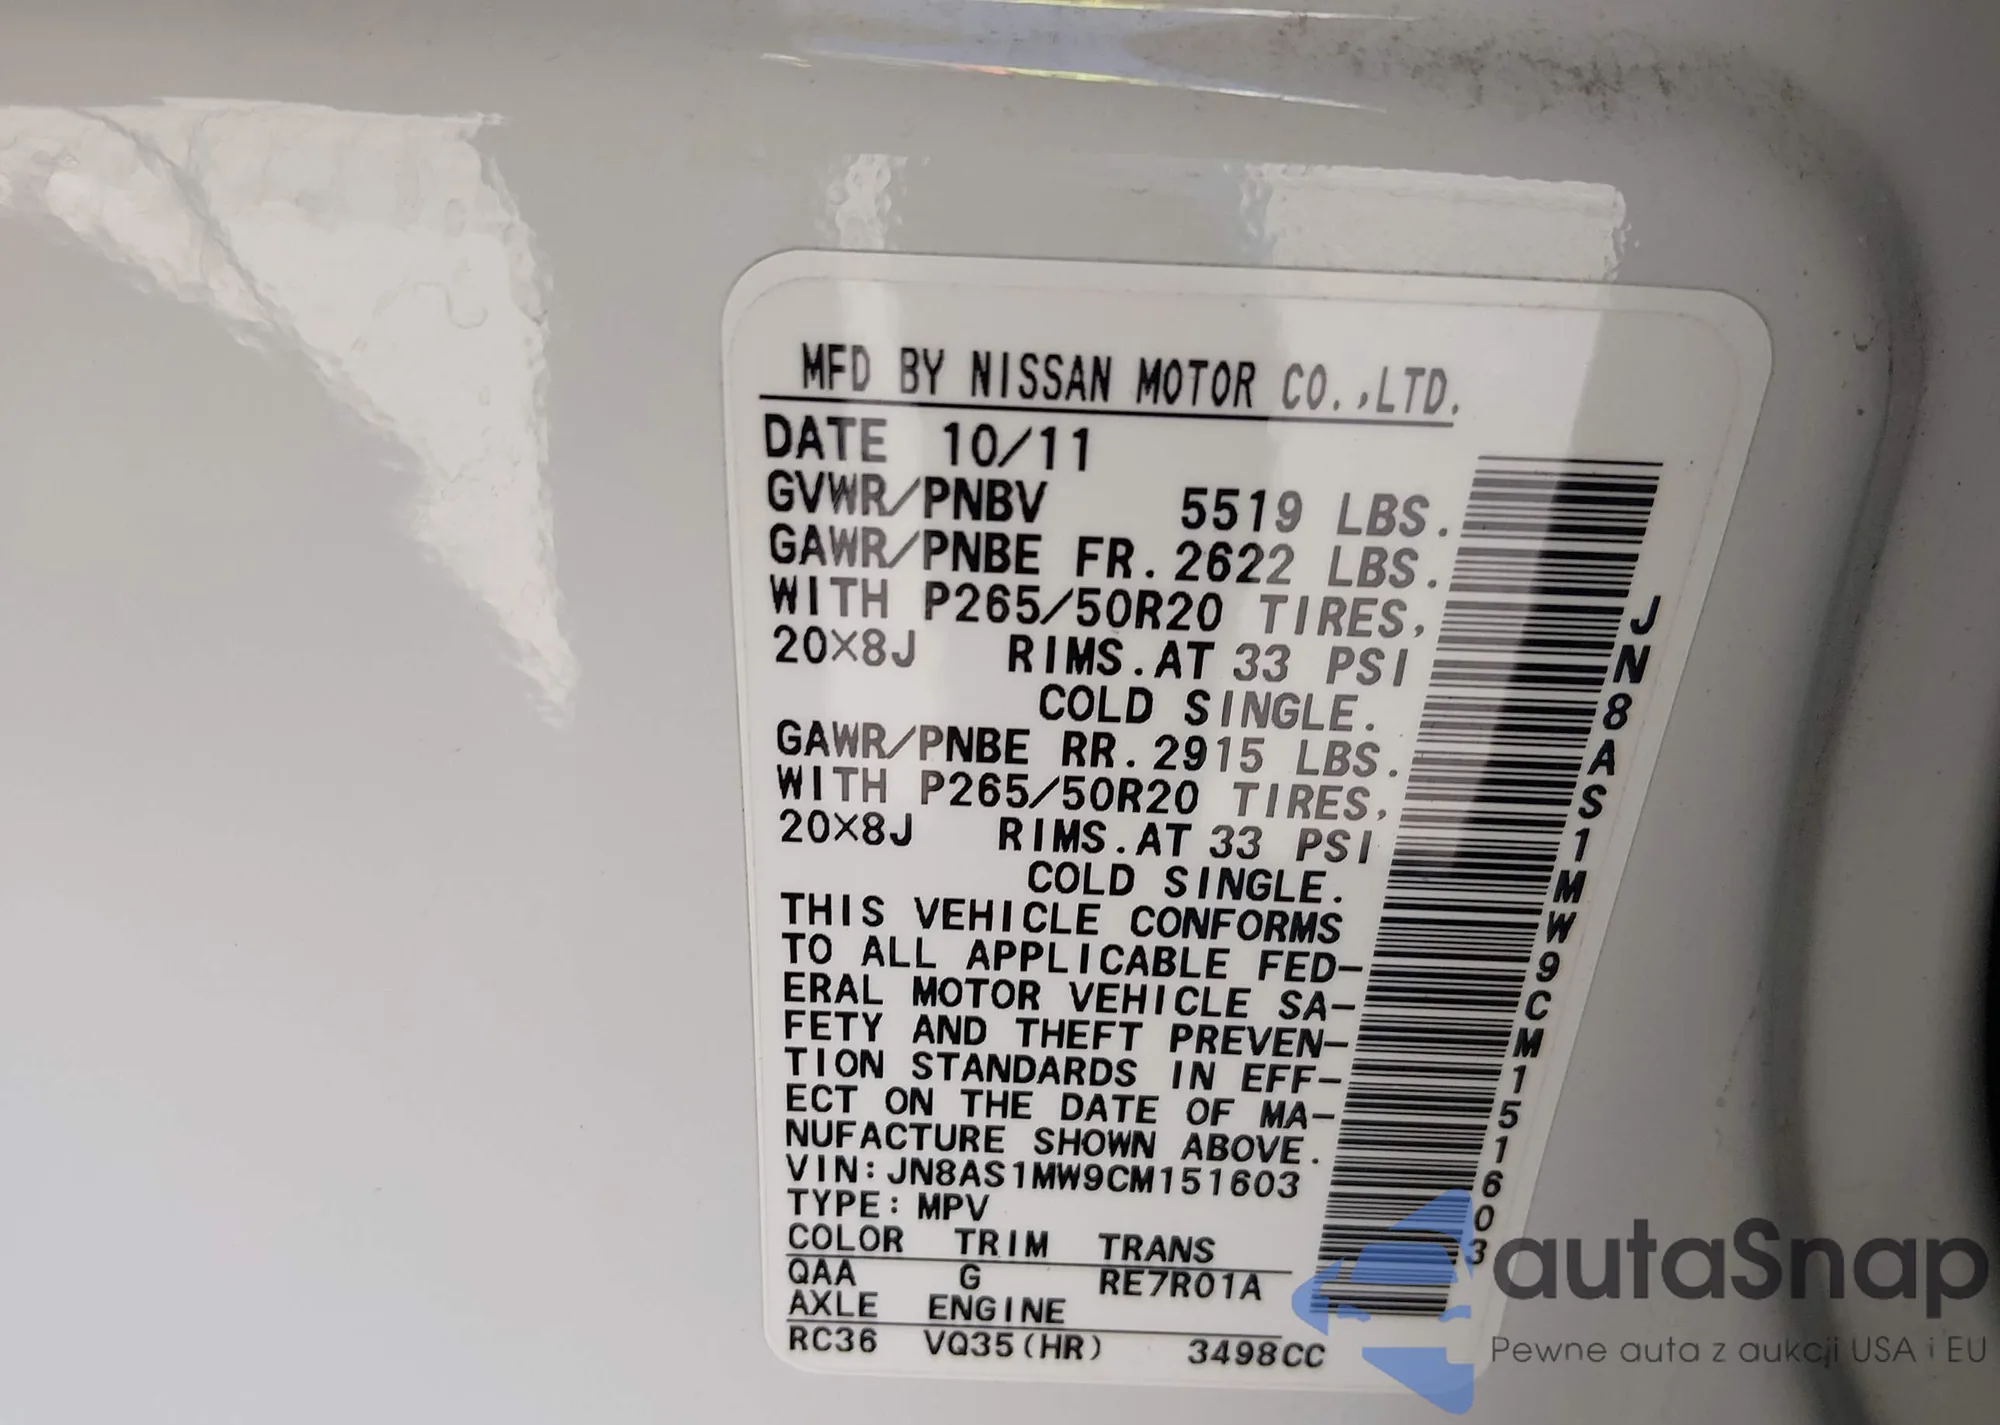 MFD BY NISSAN MOTOR CO.,LTD.
DATE 10/11
GVWR/PNBV 5519 LBS.
GAWR/PNBE FR.2622 LBS.
WITH P265/50R20 TIRES,
20X8J RIMS.AT 33 PSI
COLD SINGLE.
GAWR/PNBE RR.2915 LBS.
WITH P265/50R20 TIRES,
20X8J RIMS.AT 33 PSI
COLD SINGLE.
THIS VEHICLE CONFORMS
TO ALL APPLICABLE FED-
ERAL MOTOR VEHICLE SA-
FETY AND THEFT PREVEN-
TION STANDARDS IN EFF-
ECT ON THE DATE OF MA-
NUFACTURE SHOWN ABOVE.
VIN:JN8AS1MW9CM151603
TYPE:MPV
COLOR TRIM TRANS
QAA G RE7R01A
AXLE ENGINE
RC36 VQ35(HR) 3498CC
JN8AS1MW9CM151603
autaSnap
Pewne auta z aukcji USA i EU